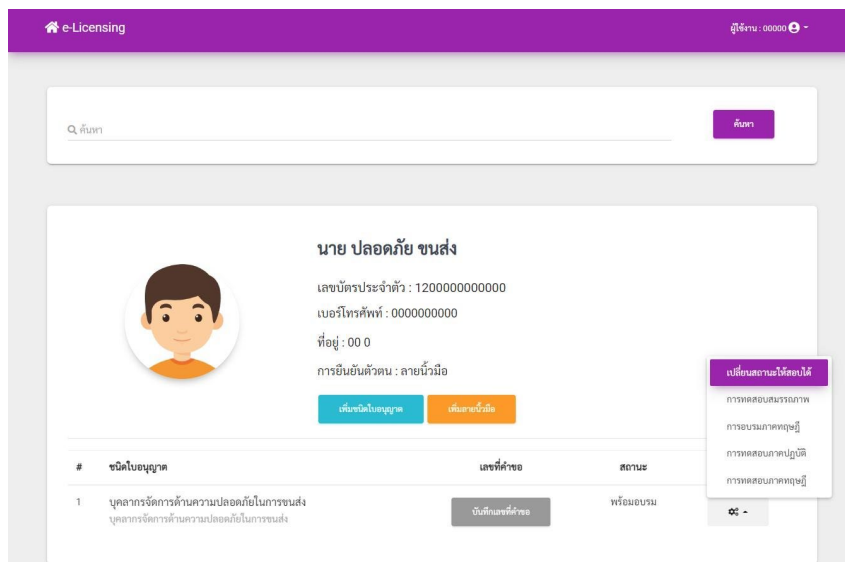 e-Licensing
ผู้ใช้งาน : 00000
ค้นหา
ค้นหา
นาย ปลอดภัย ขนส่ง
เลขบัตรประจำตัว : 1200000000000
เบอร์โทรศัพท์ : 0000000000
ที่อยู่ : 00 0
การยืนยันตัวตน : ลายนิ้วมือ
เพิ่มชนิดใบอนุญาต
เพิ่มลายนิ้วมือ
เปลี่ยนสถานะให้สอบได้
การทดสอบสมรรถภาพ
การอบรมภาคทฤษฎี
การทดสอบภาคปฏิบัติ
การทดสอบภาคทฤษฎี
# ชนิดใบอนุญาต เลขที่คำขอ สถานะ
1 บุคลากรจัดการด้านความปลอดภัยในการขนส่ง บันทึกเลขที่คำขอ พร้อมอบรม
บุคลากรจัดการด้านความปลอดภัยในการขนส่ง